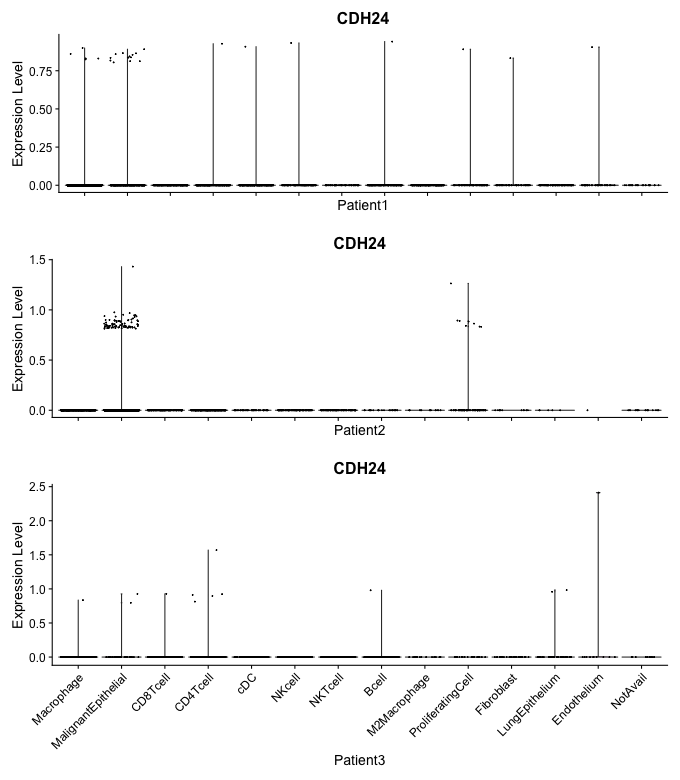 CDH24
Expression Level
0.75
0.50
0.25
0.00
Patient1
CDH24
Expression Level
1.5
1.0
0.5
0.0
Patient2
CDH24
Expression Level
2.5
2.0
1.5
1.0
0.5
0.0
Macrophage
MalignantEpithelial
CD8Tcell
CD4Tcell
cDC
NKcell
NKTcell
Bcell
M2Macrophage
ProliferatingCell
Fibroblast
LungEpithelium
Endothelium
NotAvail
Patient3